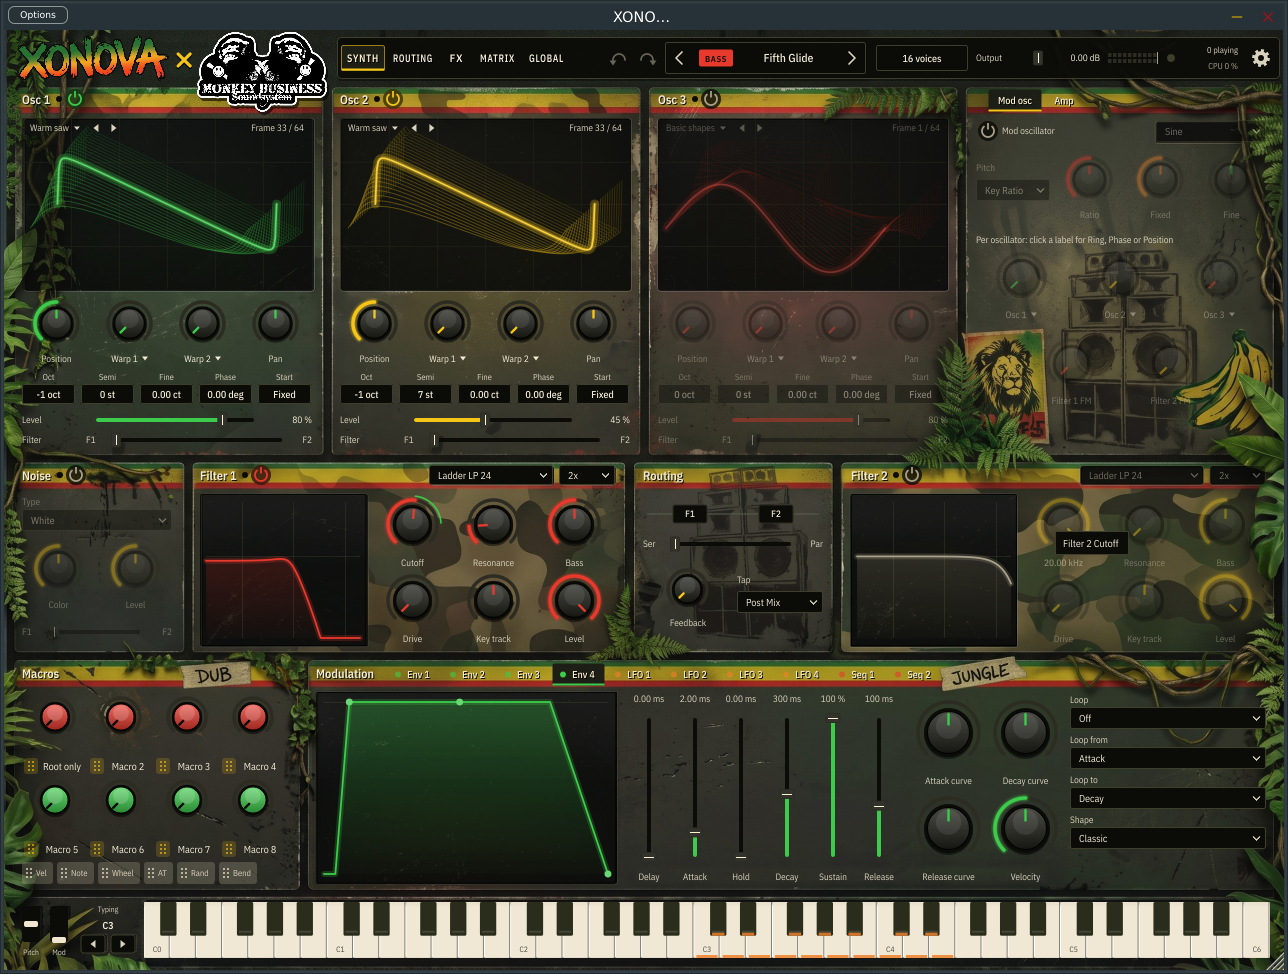 Options
XONO...
XONOVA × MONKEY BUSINESS
Soundsystem
SYNTH ROUTING FX MATRIX GLOBAL
BASS Fifth Glide
16 voices
Output 0.00 dB
0 playing
CPU 0 %
Osc 1
Warm saw Frame 33 / 64
Position Warp 1 Warp 2 Pan
Oct Semi Fine Phase Start
-1 oct 0 st 0.00 ct 0.00 deg Fixed
Level 80 %
Filter F1 F2
Osc 2
Warm saw Frame 33 / 64
Position Warp 1 Warp 2 Pan
Oct Semi Fine Phase Start
-1 oct 7 st 0.00 ct 0.00 deg Fixed
Level 45 %
Filter F1 F2
Osc 3
Basic shapes Frame 1 / 64
Position Warp 1 Warp 2 Pan
Oct Semi Fine Phase Start
0 oct 0 st 0.00 ct 0.00 deg Fixed
Level 80 %
Filter F1 F2
Mod osc Amp
Mod oscillator Sine
Pitch
Key Ratio
Ratio Fixed Fine
Per oscillator: click a label for Ring, Phase or Position
Osc 1 Osc 2 Osc 3
Filter 1 FM Filter 2 FM
Noise
Type
White
Color Level
F1 F2
Filter 1 Ladder LP 24 2x
Cutoff Resonance Bass
Drive Key track Level
Routing
F1 F2
Ser Par
Tap
Post Mix
Feedback
Filter 2 Ladder LP 24 2x
Filter 2 Cutoff
20.00 kHz Resonance Bass
Drive Key track Level
Macros DUB
Root only Macro 2 Macro 3 Macro 4
Macro 5 Macro 6 Macro 7 Macro 8
Vel Note Wheel AT Rand Bend
Modulation Env 1 Env 2 Env 3 Env 4 LFO 1 LFO 2 LFO 3 LFO 4 Seq 1 Seq 2 JUNGLE
0.00 ms 2.00 ms 0.00 ms 300 ms 100 % 100 ms
Delay Attack Hold Decay Sustain Release
Attack curve Decay curve
Release curve Velocity
Loop
Off
Loop from
Attack
Loop to
Decay
Shape
Classic
Pitch Mod
Typing
C3
C0 C1 C2 C3 C4 C5 C6